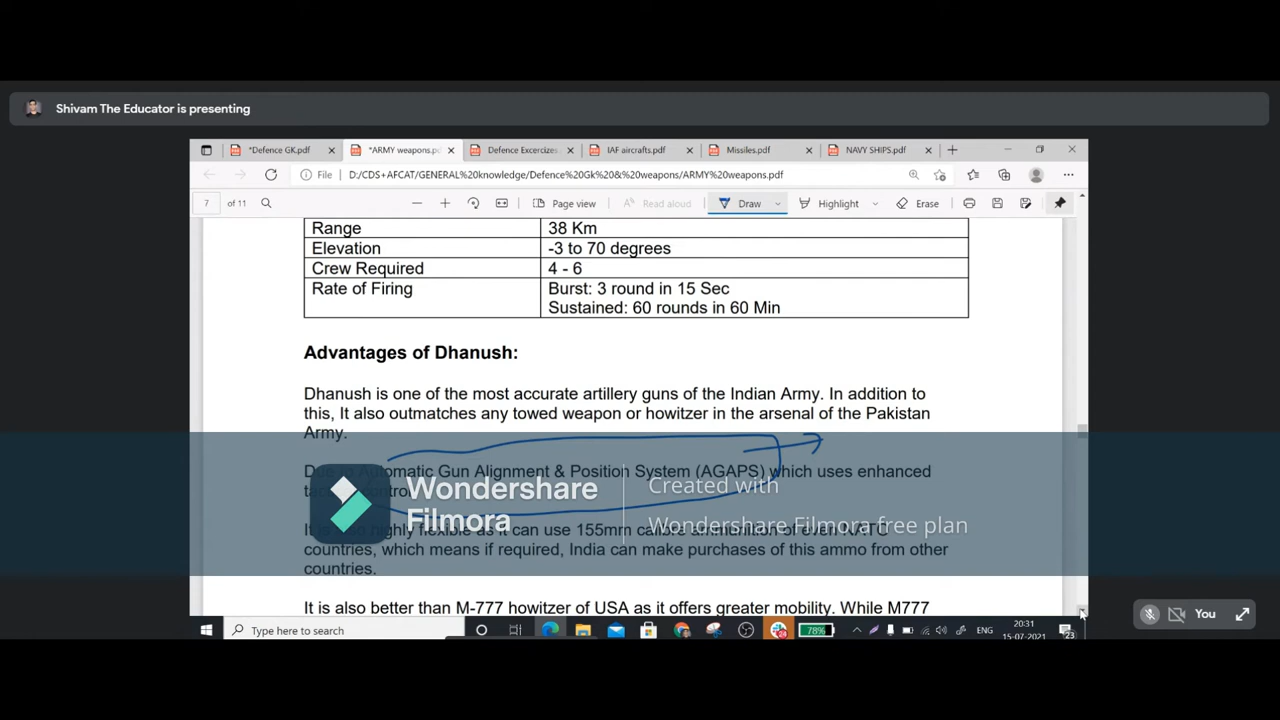 Shivam The Educator is presenting
*Defence GK.pdf
*ARMY weapons.pd
Defence Excercizes
IAF aircrafts.pdf
Missiles.pdf
NAVY SHIPS.pdf
File
D:/CDS+AFCAT/GENERAL%20knowledge/Defence%20Gk%20&%20weapons/ARMY%20weapons.pdf
7 of 11
Page view
Read aloud
Draw
Highlight
Erase
Range 38 Km
Elevation -3 to 70 degrees
Crew Required 4 - 6
Rate of Firing Burst: 3 round in 15 Sec
Sustained: 60 rounds in 60 Min
Advantages of Dhanush:
Dhanush is one of the most accurate artillery guns of the Indian Army. In addition to
this, It also outmatches any towed weapon or howitzer in the arsenal of the Pakistan
Army.
Automatic Gun Alignment & Position System (AGAPS) which uses enhanced
Wondershare
Filmora
Created with
Wondershare Filmora free plan
highly flexible as it can use 155mm calibre ammunition of even NATO
countries, which means if required, India can make purchases of this ammo from other
countries.
It is also better than M-777 howitzer of USA as it offers greater mobility. While M777
You
Type here to search
78%
ENG
20:31
15-07-2021
23